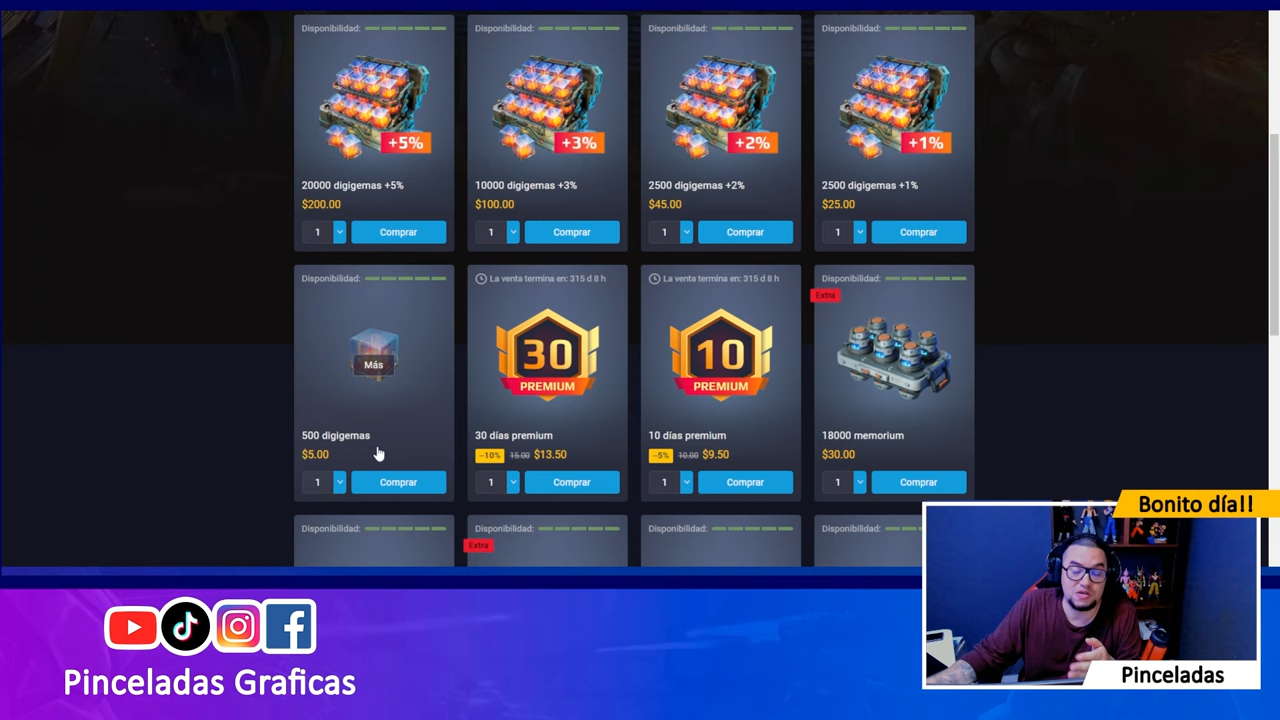 Disponibilidad:
+5%
20000 digigemas +5%
$200.00
1
Comprar
Disponibilidad:
+3%
10000 digigemas +3%
$100.00
1
Comprar
Disponibilidad:
+2%
2500 digigemas +2%
$45.00
1
Comprar
Disponibilidad:
+1%
2500 digigemas +1%
$25.00
1
Comprar
Disponibilidad:
Más
500 digigemas
$5.00
1
Comprar
La venta termina en: 315 d 8 h
30
PREMIUM
30 días premium
-10% 15.00 $13.50
1
Comprar
La venta termina en: 315 d 8 h
10
PREMIUM
10 días premium
-5% 10.00 $9.50
1
Comprar
Disponibilidad:
Extra
18000 memorium
$30.00
1
Comprar
Disponibilidad:
Disponibilidad:
Extra
Disponibilidad:
Disponibilidad:
Bonito día!!
Pinceladas
Pinceladas Graficas